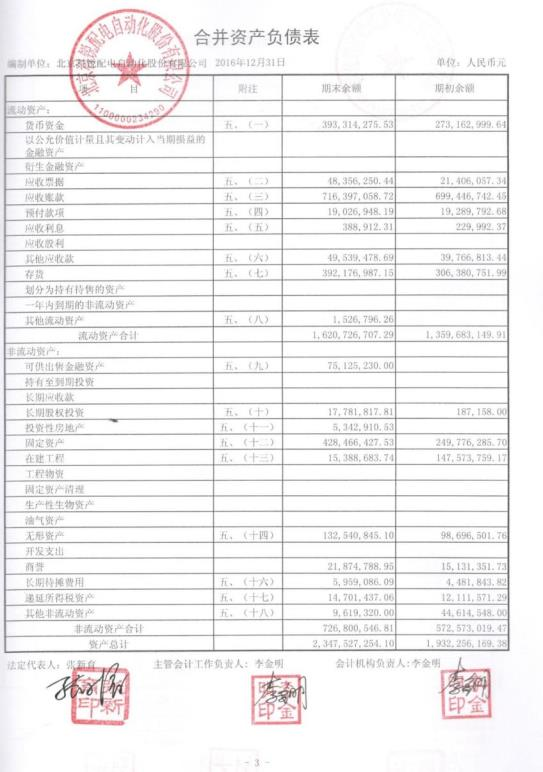 合并资产负债表
编制单位：北京科锐配电自动化股份有限公司 2016年12月31日 单位：人民币元
项 目 附注 期末余额 期初余额
流动资产：
货币资金 五、（一） 393,314,275.53 273,162,999.64
以公允价值计量且其变动计入当期损益的
金融资产
衍生金融资产
应收票据 五、（二） 48,356,250.44 21,406,057.34
应收账款 五、（三） 716,397,058.72 699,446,742.45
预付款项 五、（四） 19,026,948.19 19,289,792.68
应收利息 五、（五） 388,912.31 229,992.37
应收股利
其他应收款 五、（六） 49,539,478.69 39,766,813.44
存货 五、（七） 392,176,987.15 306,380,751.99
划分为持有待售的资产
一年内到期的非流动资产
其他流动资产 五、（八） 1,526,796.26
流动资产合计 1,620,726,707.29 1,359,683,149.91
非流动资产：
可供出售金融资产 五、（九） 75,125,230.00
持有至到期投资
长期应收款
长期股权投资 五、（十） 17,781,817.81 187,158.00
投资性房地产 五、（十一） 5,342,910.53
固定资产 五、（十二） 428,466,427.53 249,776,285.70
在建工程 五、（十三） 15,388,683.74 147,573,759.17
工程物资
固定资产清理
生产性生物资产
油气资产
无形资产 五、（十四） 132,540,845.10 98,696,501.76
开发支出
商誉 21,874,788.95 15,131,351.73
长期待摊费用 五、（十六） 5,959,086.09 4,481,843.82
递延所得税资产 五、（十七） 14,701,437.06 12,111,571.29
其他非流动资产 五、（十八） 9,619,320.00 44,614,548.00
非流动资产合计 726,800,546.81 572,573,019.47
资产总计 2,347,527,254.10 1,932,256,169.38
法定代表人：张新育 主管会计工作负责人：李金明 会计机构负责人：李金明
- 3 -